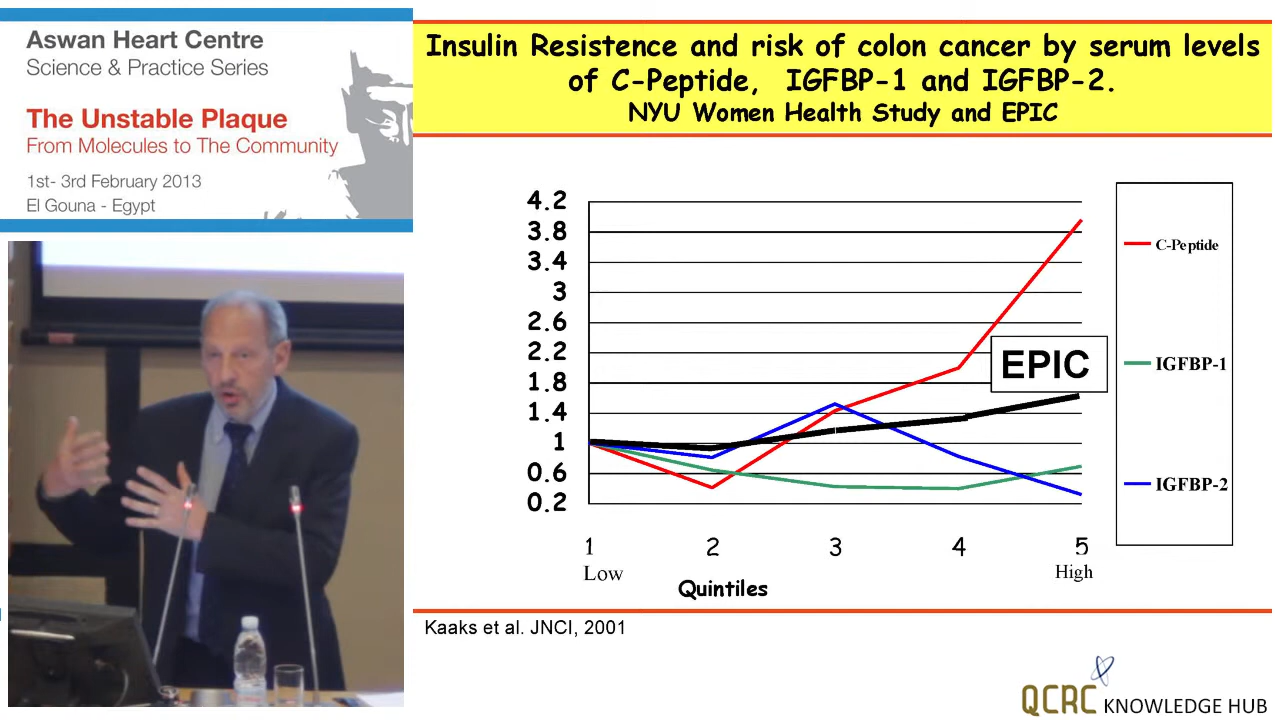 Aswan Heart Centre
Science & Practice Series
The Unstable Plaque
From Molecules to The Community
1st- 3rd February 2013
El Gouna - Egypt
Insulin Resistence and risk of colon cancer by serum levels
of C-Peptide, IGFBP-1 and IGFBP-2.
NYU Women Health Study and EPIC
4.2
3.8
3.4
3
2.6
2.2
1.8
1.4
1
0.6
0.2
EPIC
1 2 3 4 5
Low High
Quintiles
C-Peptide
IGFBP-1
IGFBP-2
Kaaks et al. JNCI, 2001
QCRC KNOWLEDGE HUB